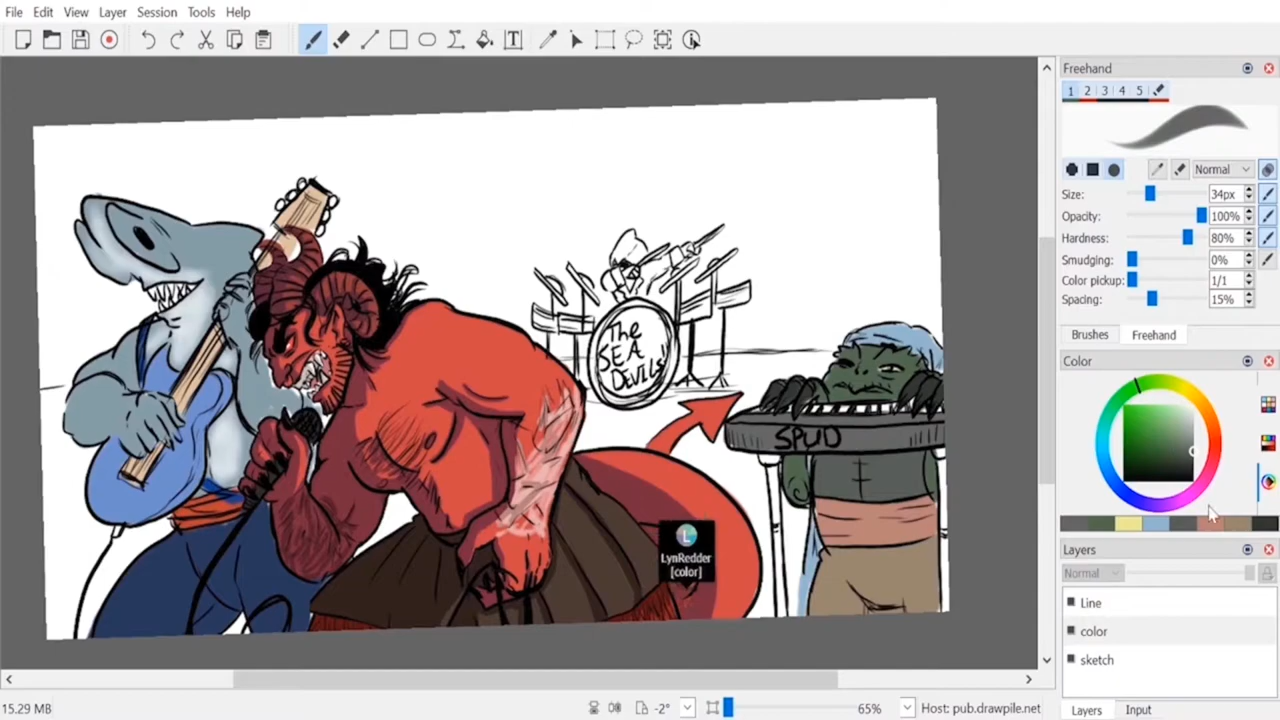 File Edit View Layer Session Tools Help
Freehand
1 2 3 4 5
Normal
Size: 34px
Opacity: 100%
Hardness: 80%
Smudging: 0%
Color pickup: 1/1
Spacing: 15%
Brushes Freehand
Color
Layers
Normal
Line
color
sketch
Layers Input
The
SEA
DEVILS
SPUD
L
LynRedder
[color]
15.29 MB
-2°
65%
Host: pub.drawpile.net